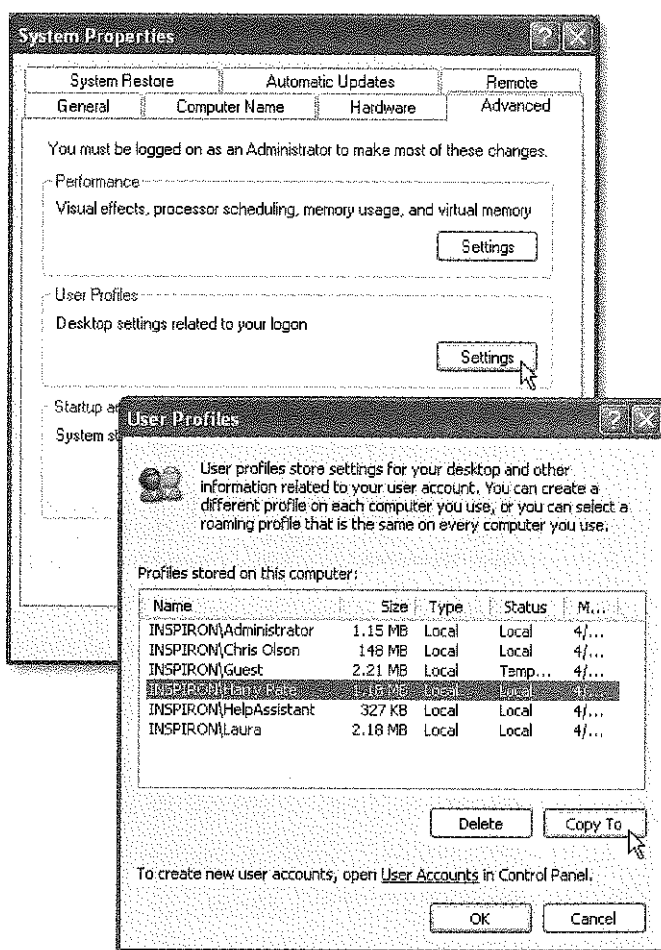 System Properties
System Restore Automatic Updates Remote
General Computer Name Hardware Advanced
You must be logged on as an Administrator to make most of these changes.
Performance
Visual effects, processor scheduling, memory usage, and virtual memory
Settings
User Profiles
Desktop settings related to your logon
Settings
Startup a
System st
User Profiles
User profiles store settings for your desktop and other
information related to your user account. You can create a
different profile on each computer you use, or you can select a
roaming profile that is the same on every computer you use.
Profiles stored on this computer:
Name Size Type Status M...
INSPIRON\Administrator 1.15 MB Local Local 4/...
INSPIRON\Chris Olson 148 MB Local Local 4/...
INSPIRON\Guest 2.21 MB Temp... 4/...
INSPIRON\Harry Local Local 4/...
INSPIRON\HelpAssistant 327 KB Local Local 4/...
INSPIRON\Laura 2.18 MB Local Local 4/...
Delete Copy To
To create new user accounts, open User Accounts in Control Panel.
OK Cancel